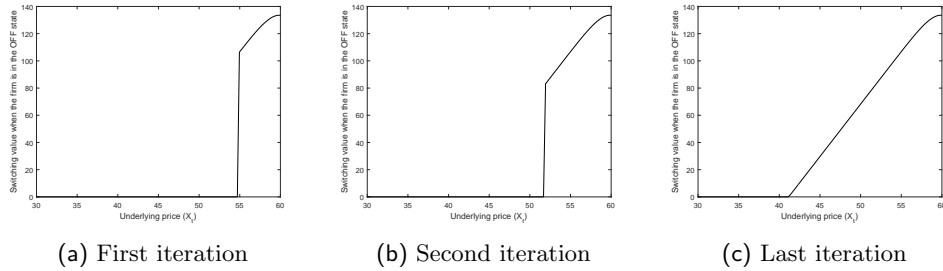 Switching value when the firm is in the OFF state
140
120
100
80
60
40
20
0
30 35 40 45 50 55 60
Underlying price (Xt)
(a) First iteration
Switching value when the firm is in the OFF state
140
120
100
80
60
40
20
0
30 35 40 45 50 55 60
Underlying price (Xt)
(b) Second iteration
Switching value when the firm is in the OFF state
140
120
100
80
60
40
20
0
30 35 40 45 50 55 60
Underlying price (Xt)
(c) Last iteration